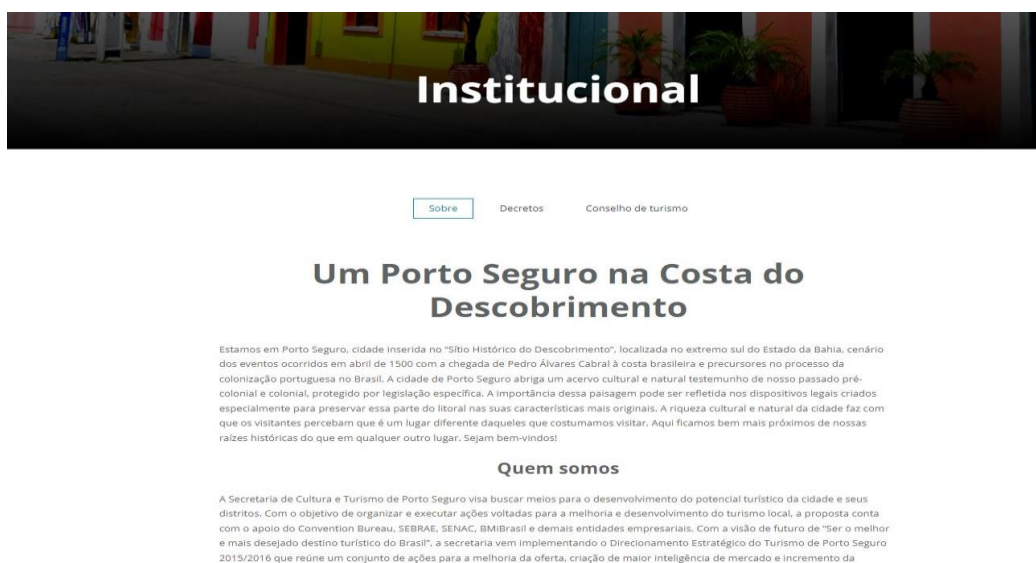 Institucional
Sobre
Decretos
Conselho de turismo
Um Porto Seguro na Costa do
Descobrimento
Estamos em Porto Seguro, cidade inserida no "Sítio Histórico do Descobrimento", localizada no extremo sul do Estado da Bahia, cenário
dos eventos ocorridos em abril de 1500 com a chegada de Pedro Álvares Cabral à costa brasileira e precursores no processo da
colonização portuguesa no Brasil. A cidade de Porto Seguro abriga um acervo cultural e natural testemunho de nosso passado pré-
colonial e colonial, protegido por legislação específica. A importância dessa paisagem pode ser refletida nos dispositivos legais criados
especialmente para preservar essa parte do litoral nas suas características mais originais. A riqueza cultural e natural da cidade faz com
que os visitantes percebam que é um lugar diferente daqueles que costumamos visitar. Aqui ficamos bem mais próximos de nossas
raízes históricas do que em qualquer outro lugar. Sejam bem-vindos!
Quem somos
A Secretaria de Cultura e Turismo de Porto Seguro visa buscar meios para o desenvolvimento do potencial turístico da cidade e seus
distritos. Com o objetivo de organizar e executar ações voltadas para a melhoria e desenvolvimento do turismo local, a proposta conta
com o apoio do Convention Bureau, SEBRAE, SENAC, BMiBrasil e demais entidades empresariais. Com a visão de futuro de "Ser o melhor
e mais desejado destino turístico do Brasil", a secretaria vem implementando o Direcionamento Estratégico do Turismo de Porto Seguro
2015/2016 que reúne um conjunto de ações para a melhoria da oferta, criação de maior inteligência de mercado e incremento da